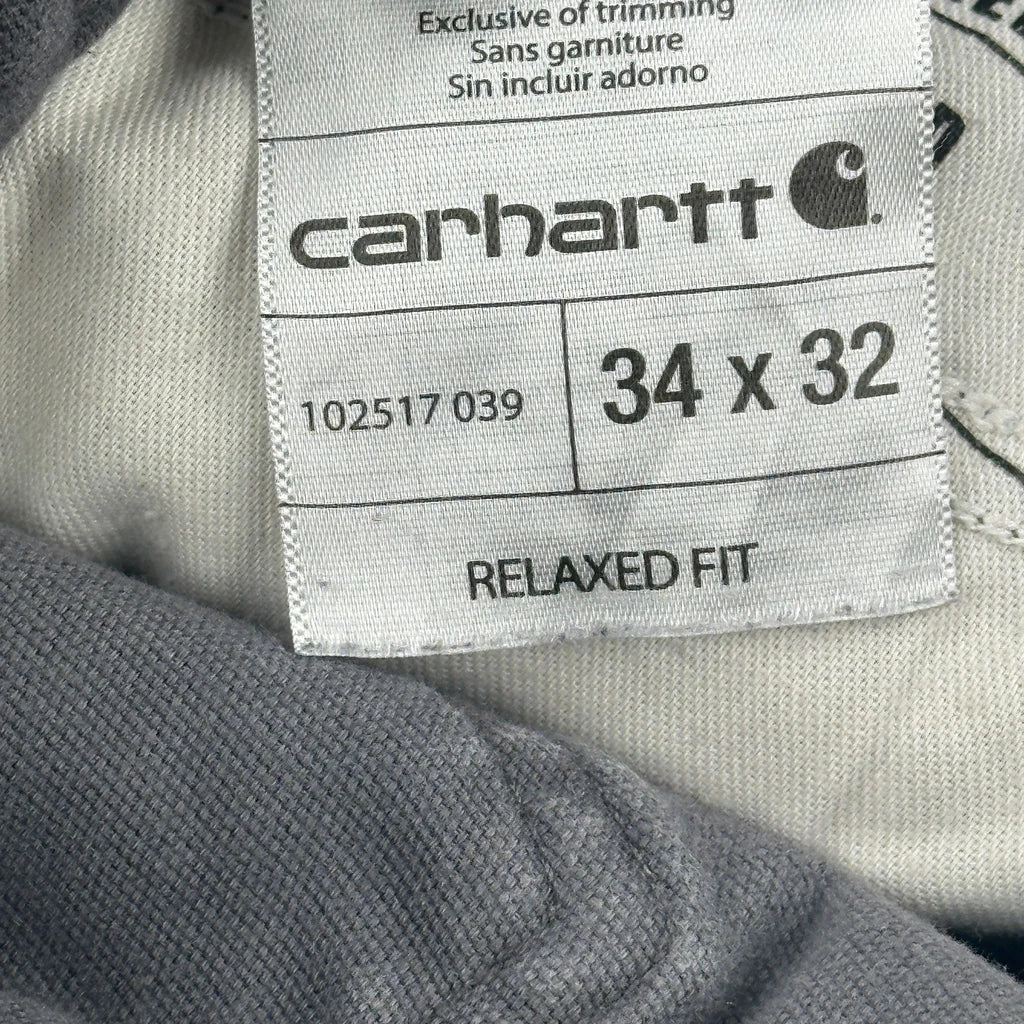 Exclusive of trimming
Sans garniture
Sin incluir adorno
carhartt
102517 039
34 x 32
RELAXED FIT